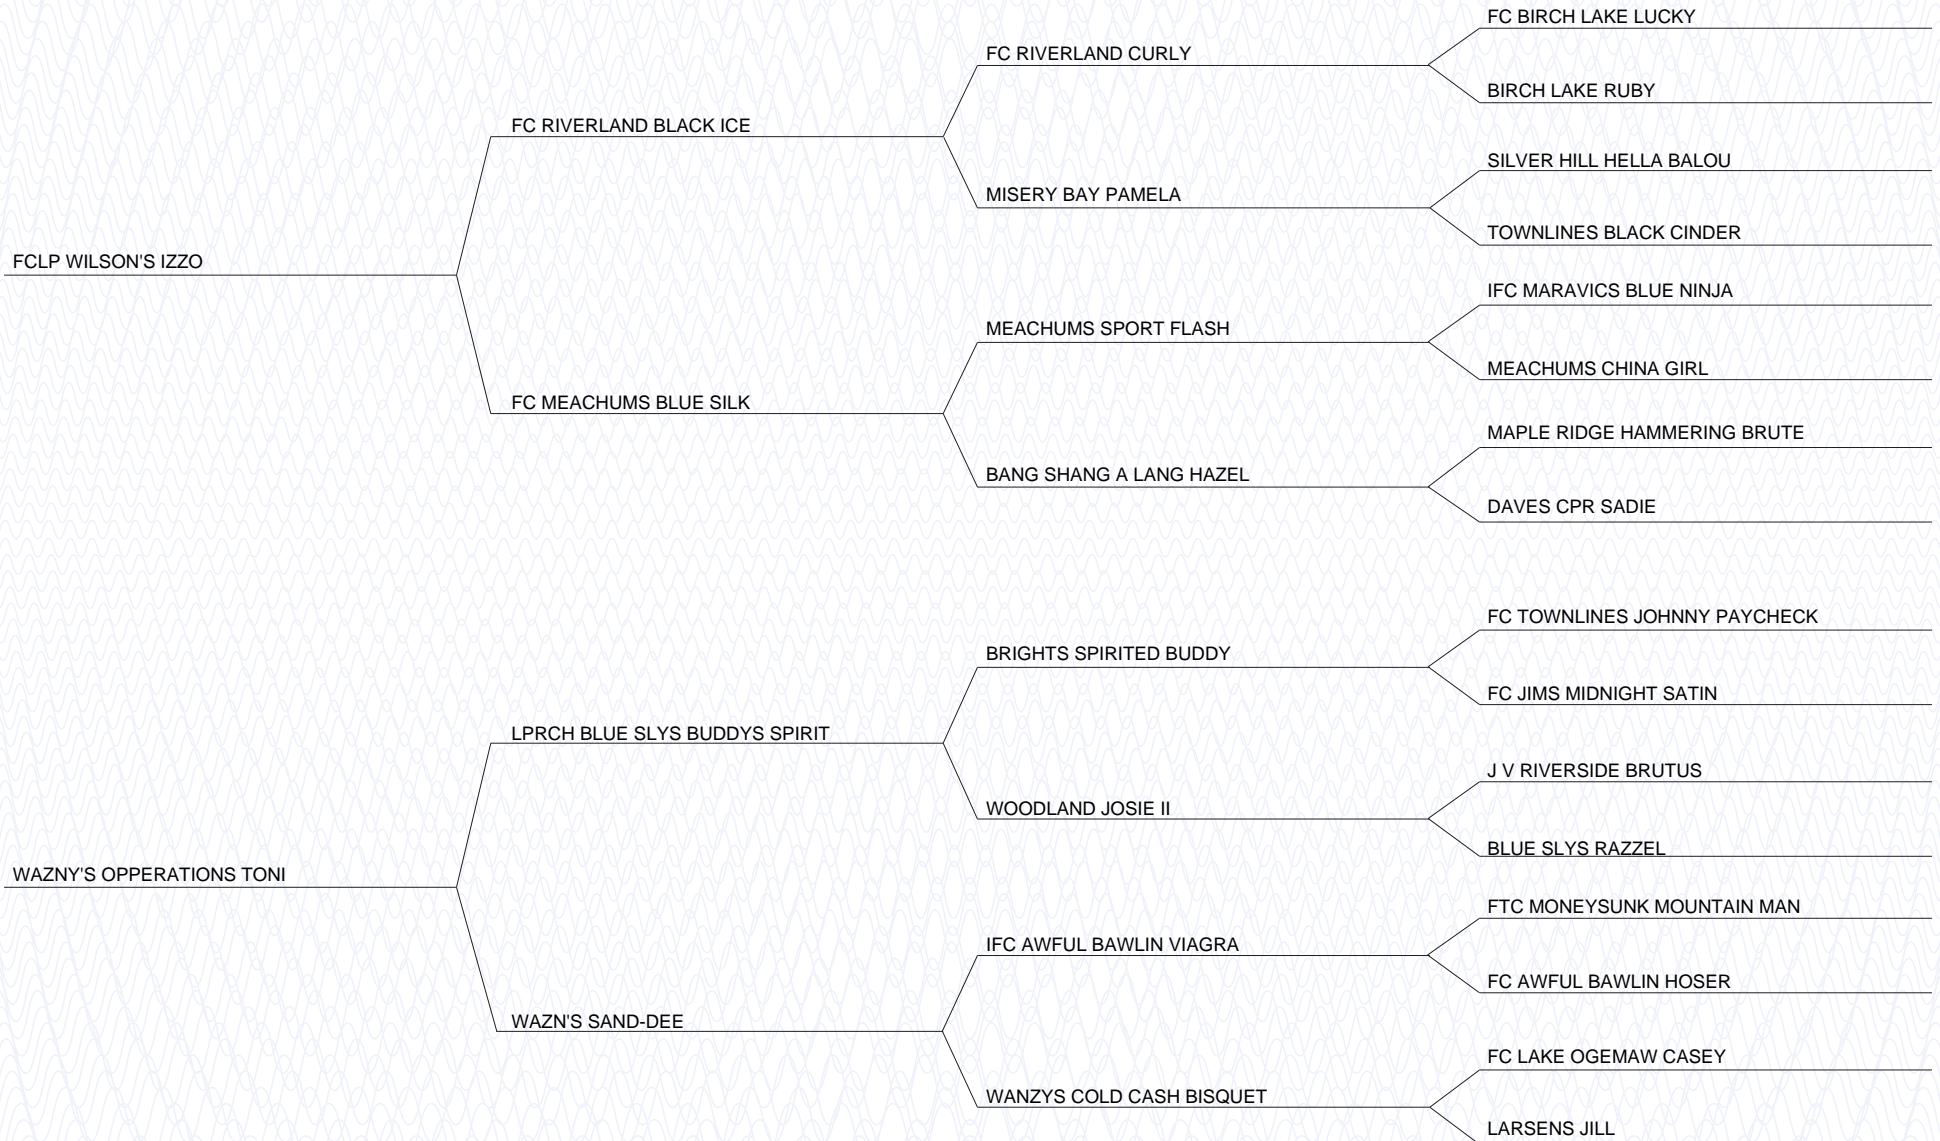 FC BIRCH LAKE LUCKY
FC RIVERLAND CURLY
BIRCH LAKE RUBY
FC RIVERLAND BLACK ICE
SILVER HILL HELLA BALOU
MISERY BAY PAMELA
TOWNLINES BLACK CINDER
FCLP WILSON'S IZZO
IFC MARAVICS BLUE NINJA
MEACHUMS SPORT FLASH
MEACHUMS CHINA GIRL
FC MEACHUMS BLUE SILK
MAPLE RIDGE HAMMERING BRUTE
BANG SHANG A LANG HAZEL
DAVES CPR SADIE
FC TOWNLINES JOHNNY PAYCHECK
BRIGHTS SPIRITED BUDDY
FC JIMS MIDNIGHT SATIN
LPRCH BLUE SLYS BUDDYS SPIRIT
J V RIVERSIDE BRUTUS
WOODLAND JOSIE II
BLUE SLYS RAZZEL
WAZNY'S OPPERATIONS TONI
FTC MONEYSUNK MOUNTAIN MAN
IFC AWFUL BAWLIN VIAGRA
FC AWFUL BAWLIN HOSER
WAZN'S SAND-DEE
FC LAKE OGEMAW CASEY
WANZYS COLD CASH BISQUET
LARSENS JILL